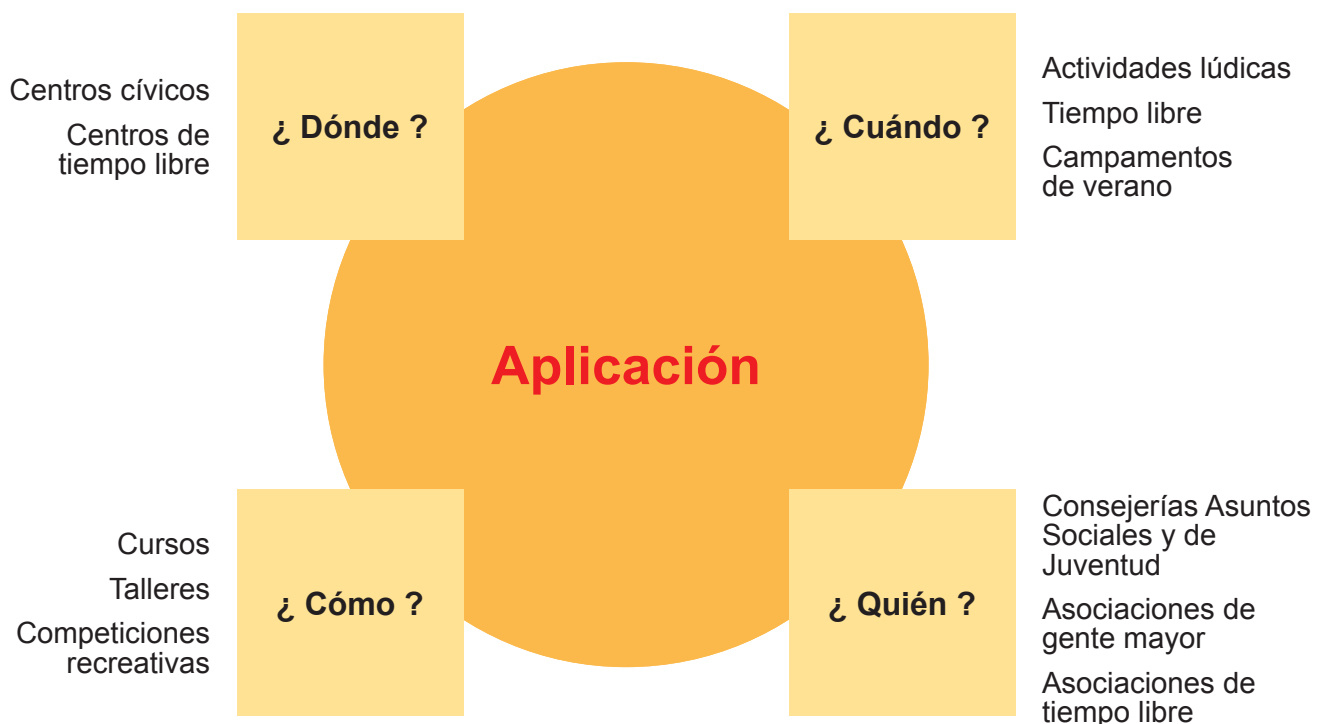 Centros cívicos
Centros de
tiempo libre
¿ Dónde ?
¿ Cuándo ?
Actividades lúdicas
Tiempo libre
Campamentos
de verano
Aplicación
Cursos
Talleres
Competiciones
recreativas
¿ Cómo ?
¿ Quién ?
Consejerías Asuntos
Sociales y de
Juventud
Asociaciones de
gente mayor
Asociaciones de
tiempo libre